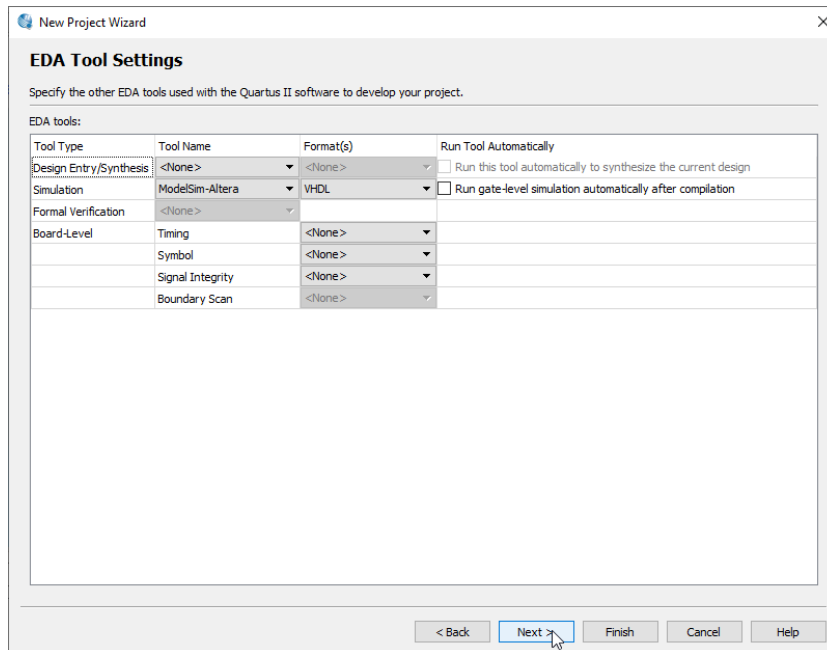 New Project Wizard
EDA Tool Settings
Specify the other EDA tools used with the Quartus II software to develop your project.
EDA tools:
Tool Type Tool Name Format(s) Run Tool Automatically
Design Entry/Synthesis <None> <None> Run this tool automatically to synthesize the current design
Simulation ModelSim-Altera VHDL Run gate-level simulation automatically after compilation
Formal Verification <None>
Board-Level Timing <None>
Symbol <None>
Signal Integrity <None>
Boundary Scan <None>
< Back Next > Finish Cancel Help